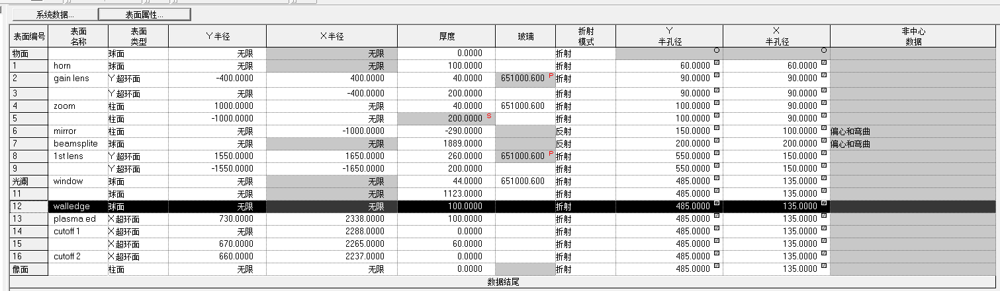 系统数据... 表面属性...
表面编号 表面名称 表面类型 Y 半径 X 半径 厚度 玻璃 折射模式 Y 半孔径 X 半孔径 非中心数据
物面 球面 无限 无限 0.0000 折射
1 horn 球面 无限 无限 100.0000 折射 60.0000 60.0000
2 gain lens Y 超环面 -400.0000 400.0000 40.0000 651000.600 P 折射 90.0000 90.0000
3 Y 超环面 无限 -400.0000 200.0000 折射 90.0000 90.0000
4 zoom 柱面 1000.0000 无限 40.0000 651000.600 折射 100.0000 90.0000
5 柱面 -1000.0000 无限 200.0000 S 折射 100.0000 90.0000
6 mirror 柱面 无限 -1000.0000 -290.0000 反射 150.0000 100.0000 偏心和弯曲
7 beamsplite 球面 无限 无限 1889.0000 反射 200.0000 200.0000 偏心和弯曲
8 1st lens Y 超环面 1550.0000 1650.0000 260.0000 651000.600 P 折射 550.0000 150.0000
9 Y 超环面 -1550.0000 -1650.0000 200.0000 折射 550.0000 150.0000
光阑 window 球面 无限 无限 44.0000 651000.600 折射 485.0000 135.0000
11 球面 无限 无限 1123.0000 折射 485.0000 135.0000
12 walledge 球面 无限 无限 100.0000 折射 485.0000 135.0000
13 plasma ed X 超环面 730.0000 2338.0000 100.0000 折射 485.0000 135.0000
14 cutoff 1 X 超环面 无限 2288.0000 0.0000 折射 485.0000 135.0000
15 X 超环面 670.0000 2265.0000 60.0000 折射 485.0000 135.0000
16 cutoff 2 X 超环面 660.0000 2237.0000 0.0000 折射 485.0000 135.0000
像面 柱面 无限 无限 0.0000 折射 485.0000 135.0000
数据结尾